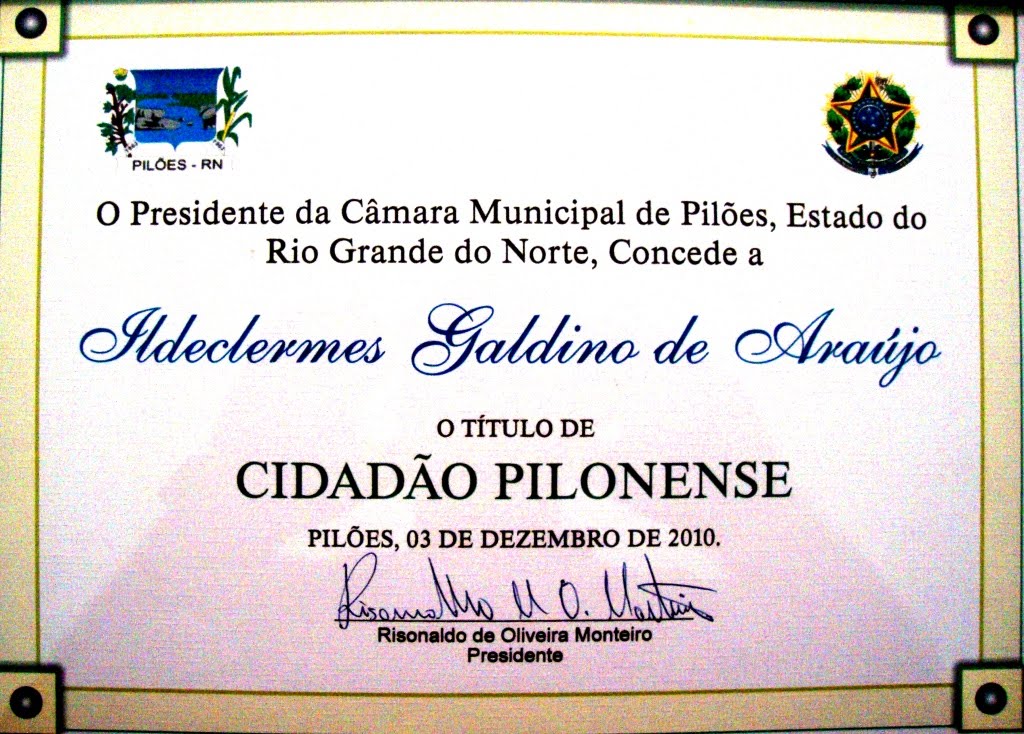 PILÕES - RN
O Presidente da Câmara Municipal de Pilões, Estado do
Rio Grande do Norte, Concede a
Ildeclermes Galdino de Araújo
O TÍTULO DE
CIDADÃO PILONENSE
PILÕES, 03 DE DEZEMBRO DE 2010.
Risonaldo de Oliveira Monteiro
Presidente